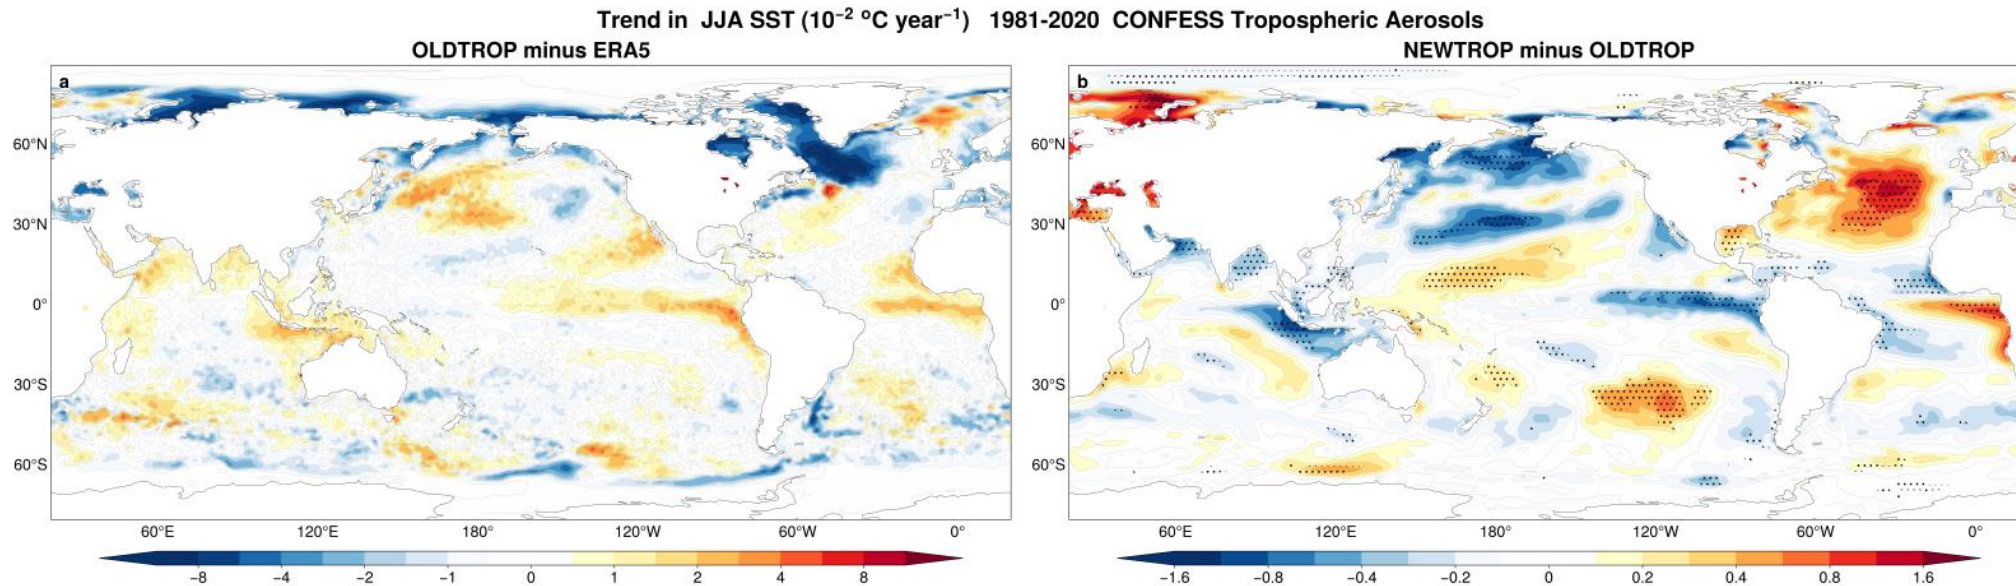 Trend in JJA SST (10⁻² ᵒC year⁻¹) 1981-2020 CONFESS Tropospheric Aerosols
OLDTROP minus ERA5
NEWTROP minus OLDTROP
a
b
60°N
30°N
0°
30°S
60°S
60°N
30°N
0°
30°S
60°S
60°E 120°E 180° 120°W 60°W 0°
60°E 120°E 180° 120°W 60°W 0°
−8 −4 −2 −1 0 1 2 4 8
−1.6 −0.8 −0.4 −0.2 0 0.2 0.4 0.8 1.6